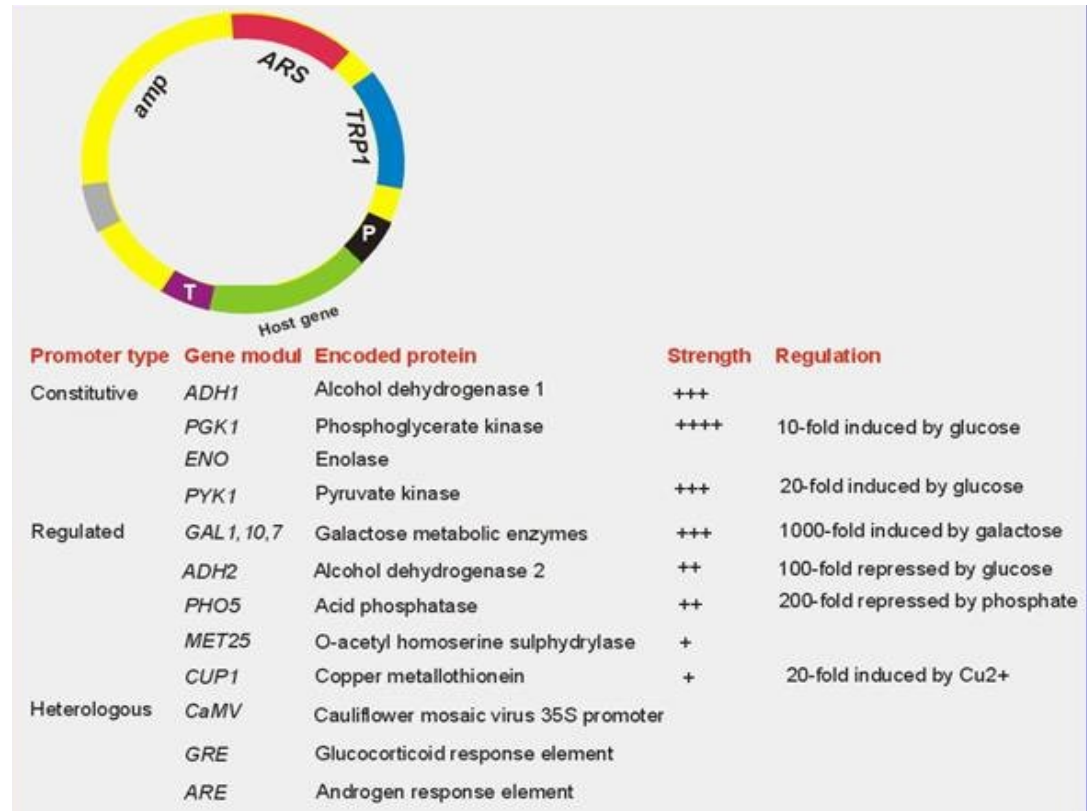 ARS
amp
TRP1
P
T
Host gene
Promoter type Gene modul Encoded protein Strength Regulation
Constitutive ADH1 Alcohol dehydrogenase 1 +++
PGK1 Phosphoglycerate kinase ++++ 10-fold induced by glucose
ENO Enolase
PYK1 Pyruvate kinase +++ 20-fold induced by glucose
Regulated GAL1,10,7 Galactose metabolic enzymes +++ 1000-fold induced by galactose
ADH2 Alcohol dehydrogenase 2 ++ 100-fold repressed by glucose
PHO5 Acid phosphatase ++ 200-fold repressed by phosphate
MET25 O-acetyl homoserine sulphydrylase +
CUP1 Copper metallothionein + 20-fold induced by Cu2+
Heterologous CaMV Cauliflower mosaic virus 35S promoter
GRE Glucocorticoid response element
ARE Androgen response element